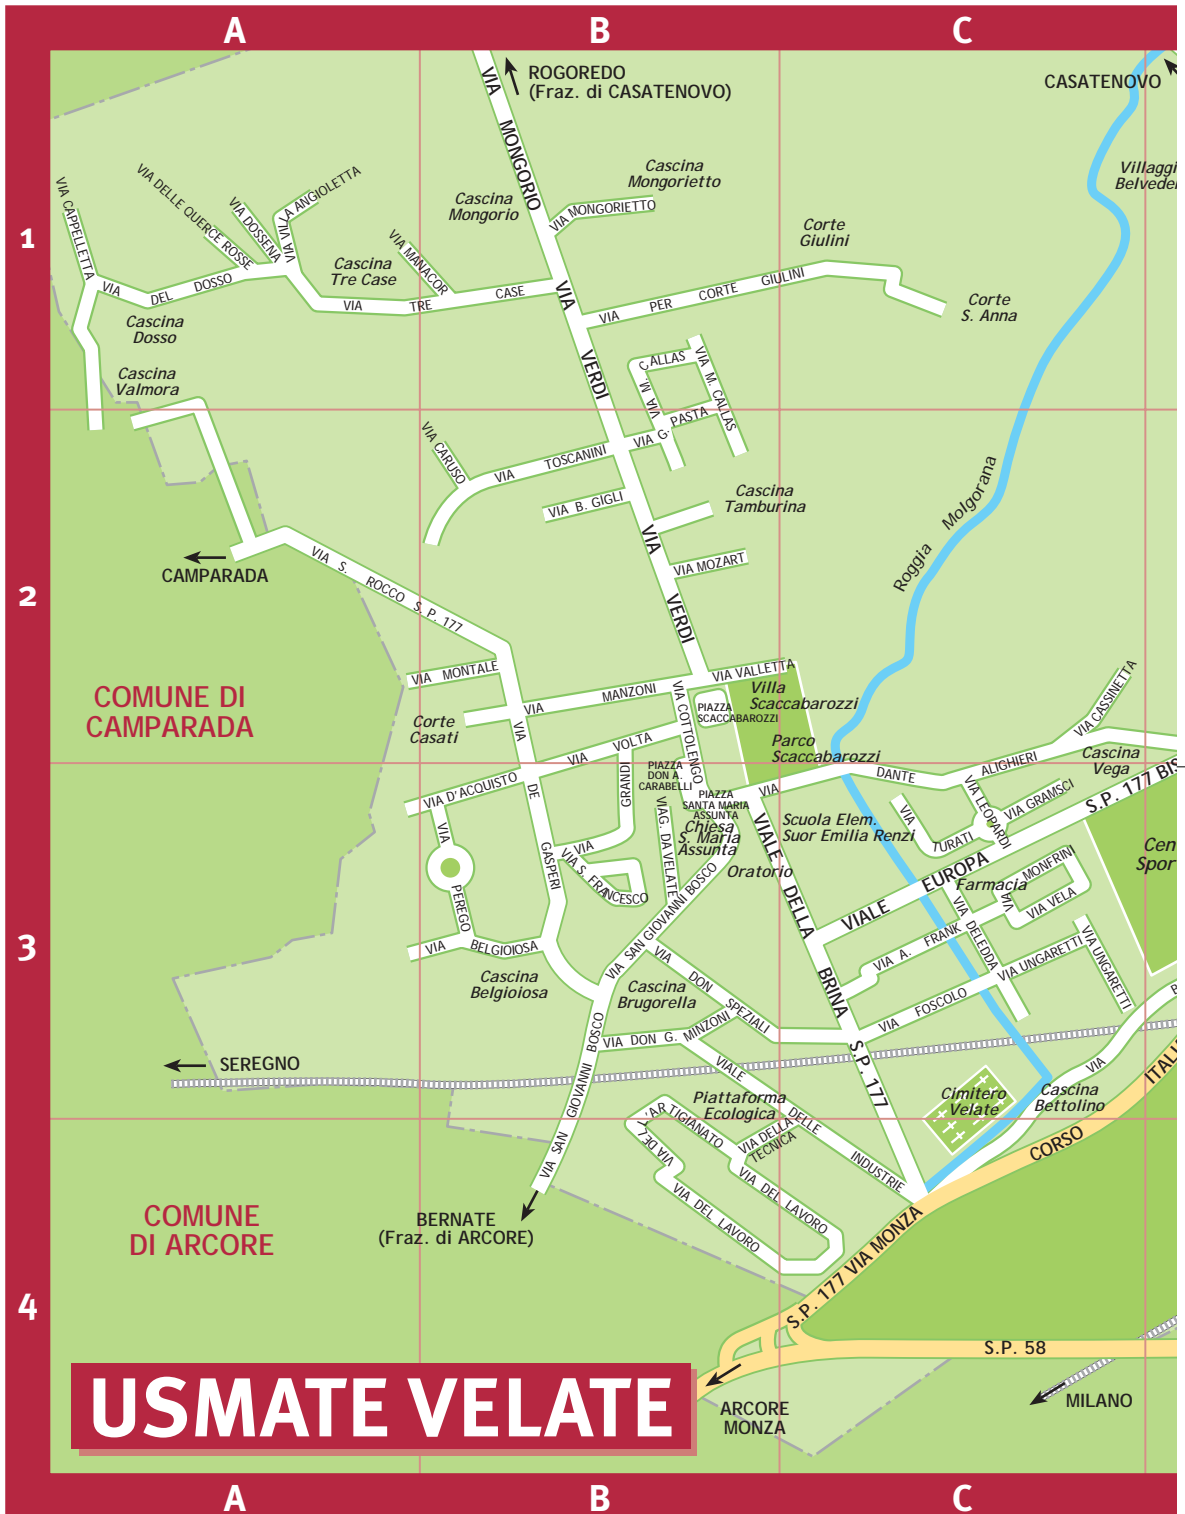 A
B
C
1
2
3
4
ROGOREDO
(Fraz. di CASATENOVO)
CASATENOVO
VIA MONGORIO
Cascina
Mongorietto
Cascina
Mongorio
VIA MONGORIETTO
Villaggi
Belveder
VIA CAPPELLETTA
VIA DELLE QUERCE ROSSE
VIA DOSSENA
VIA VILLA ANGIOLETTA
VIA MANACOR
Cascina
Tre Case
Corte
Giulini
VIA DEL DOSSO
VIA TRE CASE
VIA PER CORTE GIULINI
Corte
S. Anna
Cascina
Dosso
Cascina
Valmora
VIA VERDI
VIA M. CALLAS
VIA M. CALLAS
VIA G. PASTA
VIA CARUSO
VIA TOSCANINI
VIA B. GIGLI
Cascina
Tamburina
Roggia Molgorana
VIA VERDI
VIA MOZART
CAMPARADA
VIA S. ROCCO S. P. 177
COMUNE DI
CAMPARADA
VIA MONTALE
VIA MANZONI
VIA VALLETTA
Corte
Casati
Villa
Scaccabarozzi
PIAZZA
SCACCABAROZZI
VIA COTTOLENGO
Parco
Scaccabarozzi
VIA CASSINETTA
Cascina
Vega
VIA VOLTA
VIA D'ACQUISTO
VIA DE GASPERI
VIA GRANDI
PIAZZA
DON A.
CARABELLI
PIAZZA
SANTA MARIA
ASSUNTA
Chiesa
S. Maria
Assunta
VIA DANTE ALIGHIERI
S.P. 177 BIS
VIA LEOPARDI
VIA GRAMSCI
VIA TURATI
Scuola Elem.
Suor Emilia Renzi
VIAG. DA VELATE
VIA S. FRANCESCO
Oratorio
VIALE DELLA BRINA S.P. 177
VIALE EUROPA
Farmacia
VIA MONFRINI
VIA VELA
Cen
Spor
VIA PEREGO
VIA BELGIOIOSA
VIA SAN GIOVANNI BOSCO
VIA A. FRANK
VIA DELEDDA
VIA UNGARETTI
VIA UNGARETTI
Cascina
Belgioiosa
Cascina
Brugorella
VIA DON SPEZIALI
VIA FOSCOLO
VIA DON G. MINZONI
SEREGNO
VIA SAN GIOVANNI BOSCO
VIALE DELLE INDUSTRIE
Piattaforma
Ecologica
Cimitero
Velate
Cascina
Bettolino
VIA B
CORSO ITALI
VIA DELL'ARTIGIANATO
VIA DELLA
TECNICA
VIA DEL LAVORO
VIA DEL LAVORO
COMUNE
DI ARCORE
BERNATE
(Fraz. di ARCORE)
S.P. 177 VIA MONZA
S.P. 58
ARCORE
MONZA
MILANO
USMATE VELATE
A
B
C